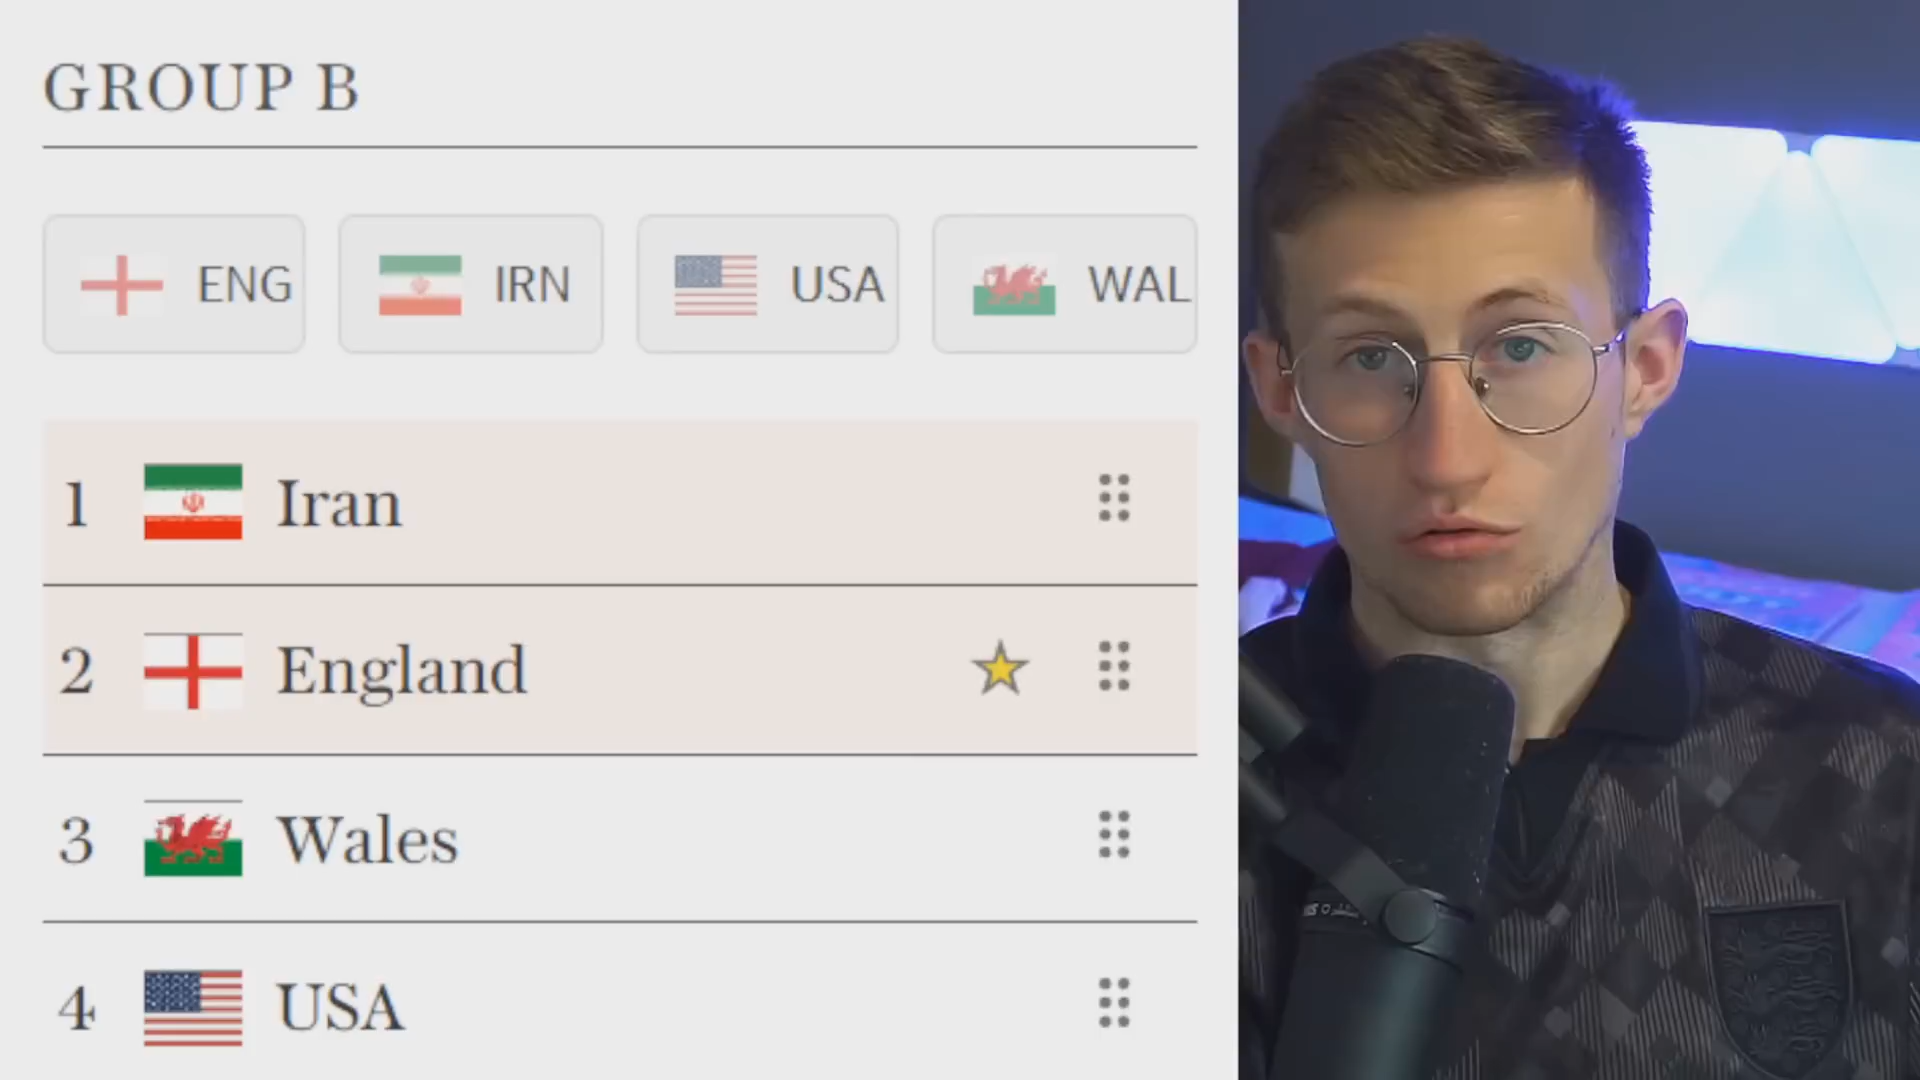 GROUP B
ENG IRN USA WAL
1 Iran
2 England
3 Wales
4 USA